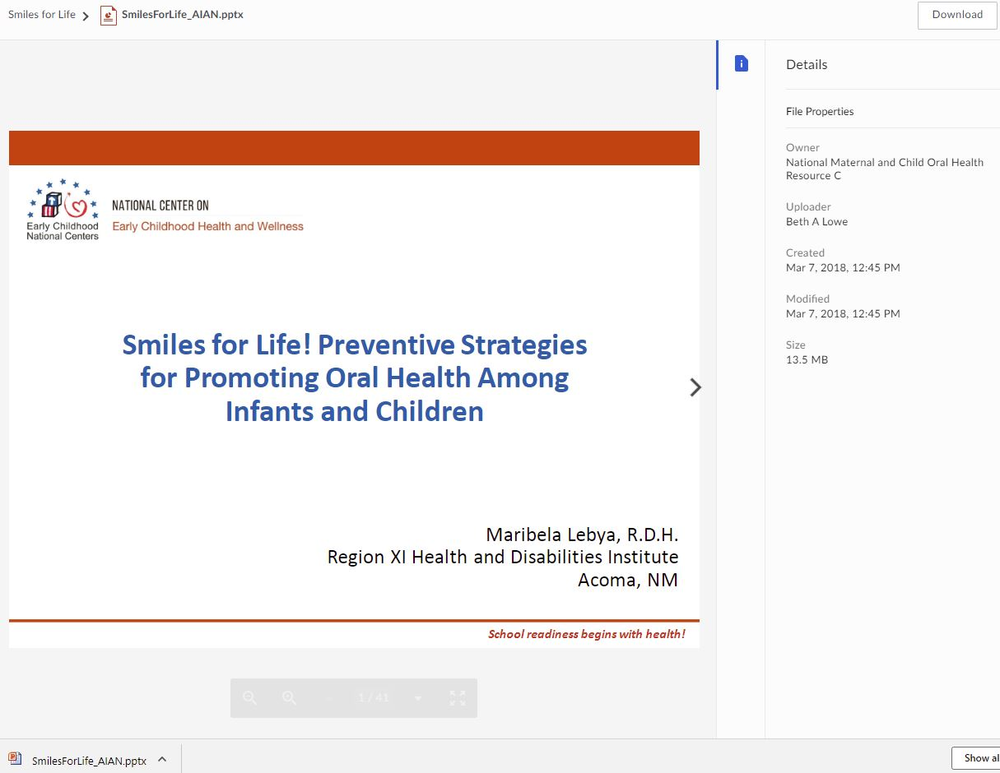 Smiles for Life
SmilesForLife_AIAN.pptx
Download
Early Childhood
National Centers
NATIONAL CENTER ON
Early Childhood Health and Wellness
Smiles for Life! Preventive Strategies
for Promoting Oral Health Among
Infants and Children
Maribela Lebya, R.D.H.
Region XI Health and Disabilities Institute
Acoma, NM
School readiness begins with health!
1 / 41
Details
File Properties
Owner
National Maternal and Child Oral Health
Resource C
Uploader
Beth A Lowe
Created
Mar 7, 2018, 12:45 PM
Modified
Mar 7, 2018, 12:45 PM
Size
13.5 MB
SmilesForLife_AIAN.pptx
Show al